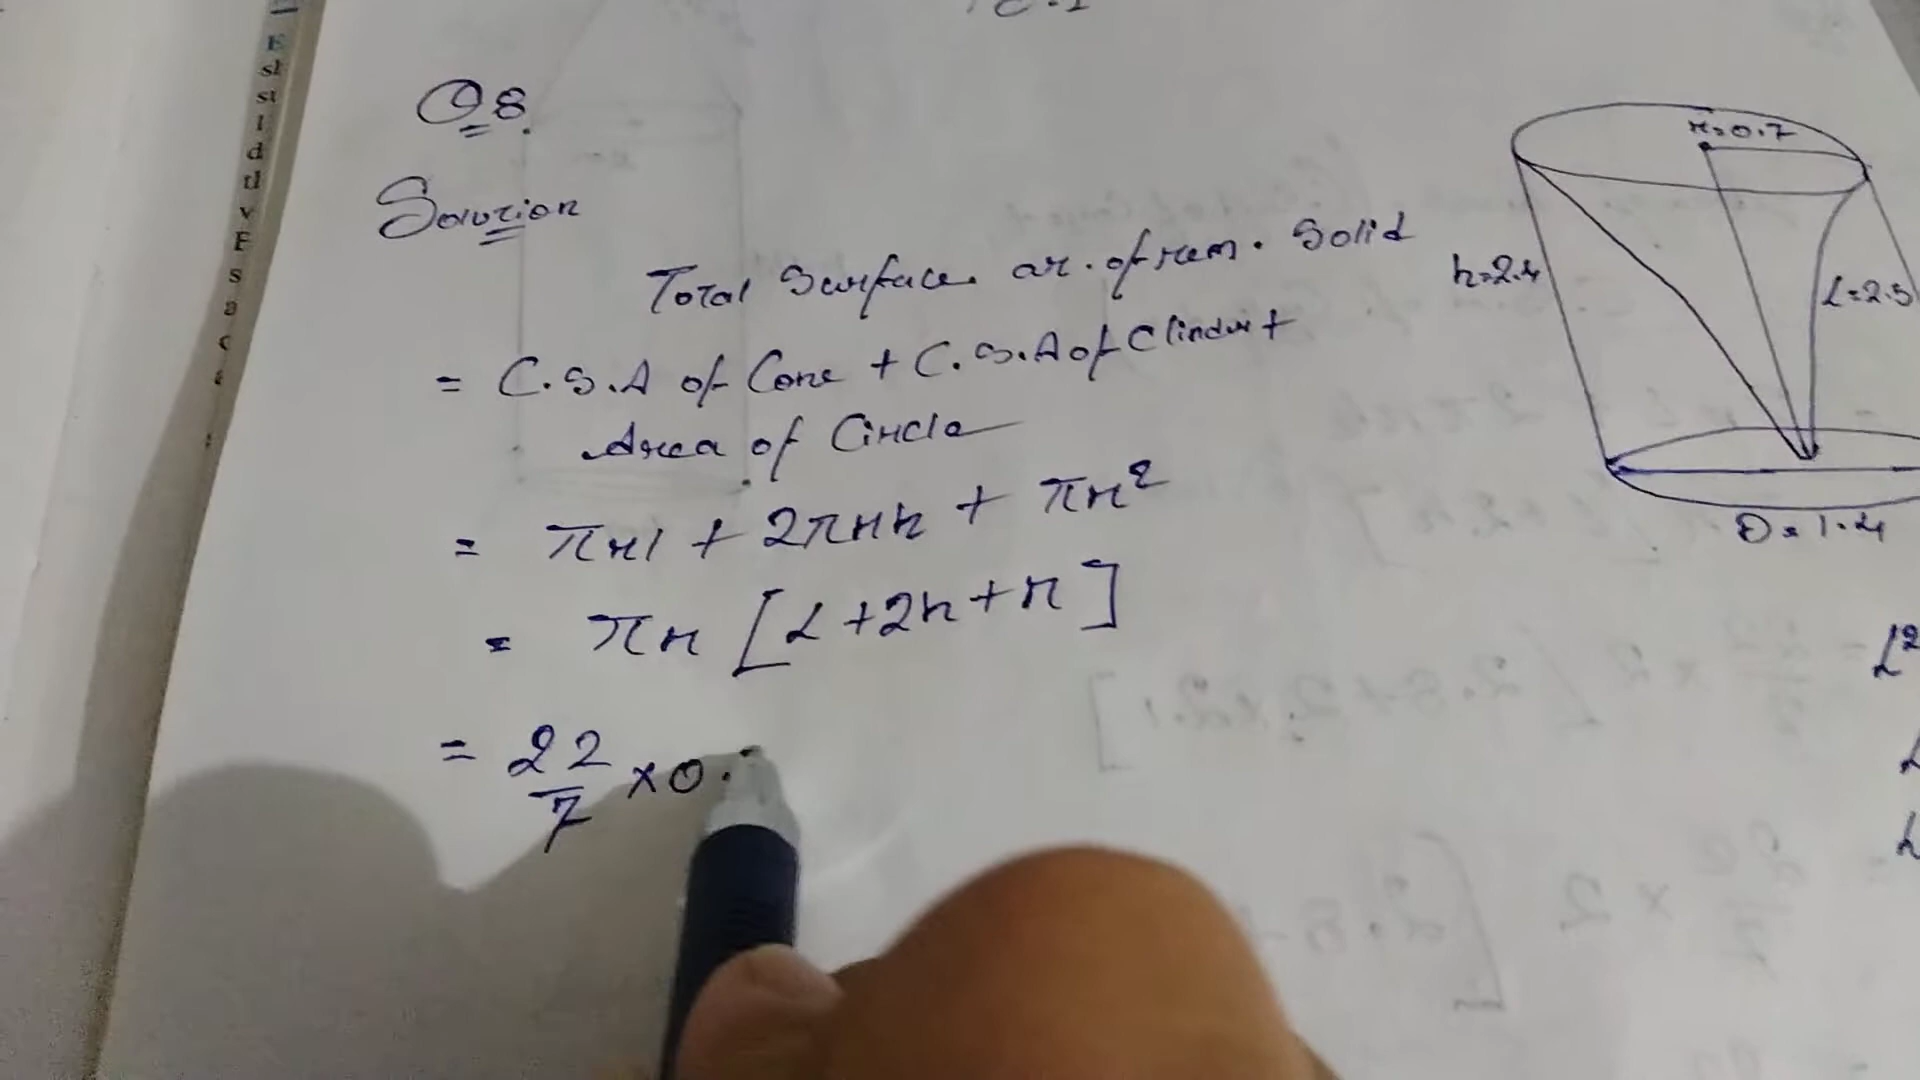 Q8.
Solution
Total Surface. ar. of rem. Solid
= C.S.A of Cone + C.S.A of Clinder +
Area of Circle
= πrl + 2πrh + πr²
= πr [L+2h+r]
= 22/7 × 0.
r=0.7
h=2.4
L=2.5
D=1.4
L²